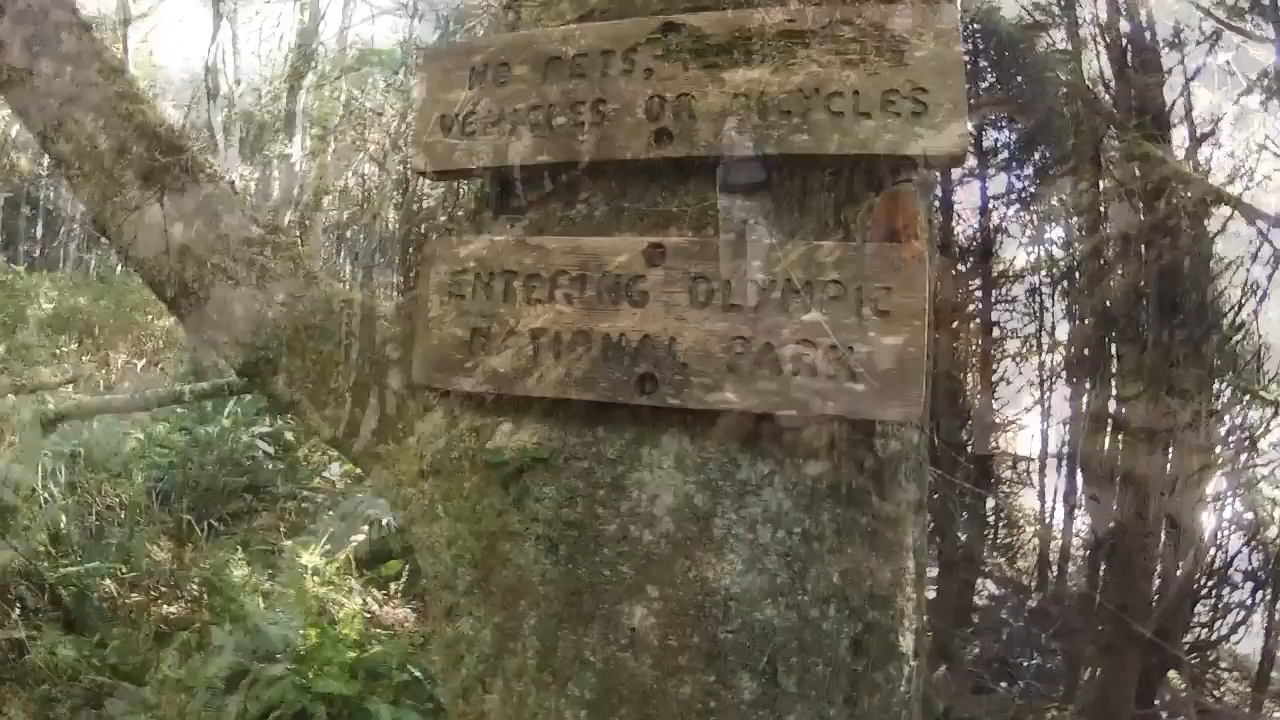 NO PETS,
VEHICLES OR BICYCLES
ENTERING OLYMPIC
NATIONAL PARK